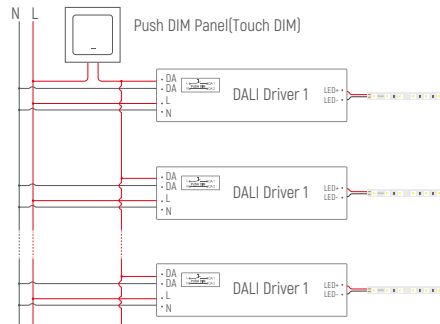 N L
Push DIM Panel(Touch DIM)
DA
DA
L
N
DALI Driver 1
LED+
LED-
DA
DA
L
N
DALI Driver 1
LED+
LED-
DA
DA
L
N
DALI Driver 1
LED+
LED-